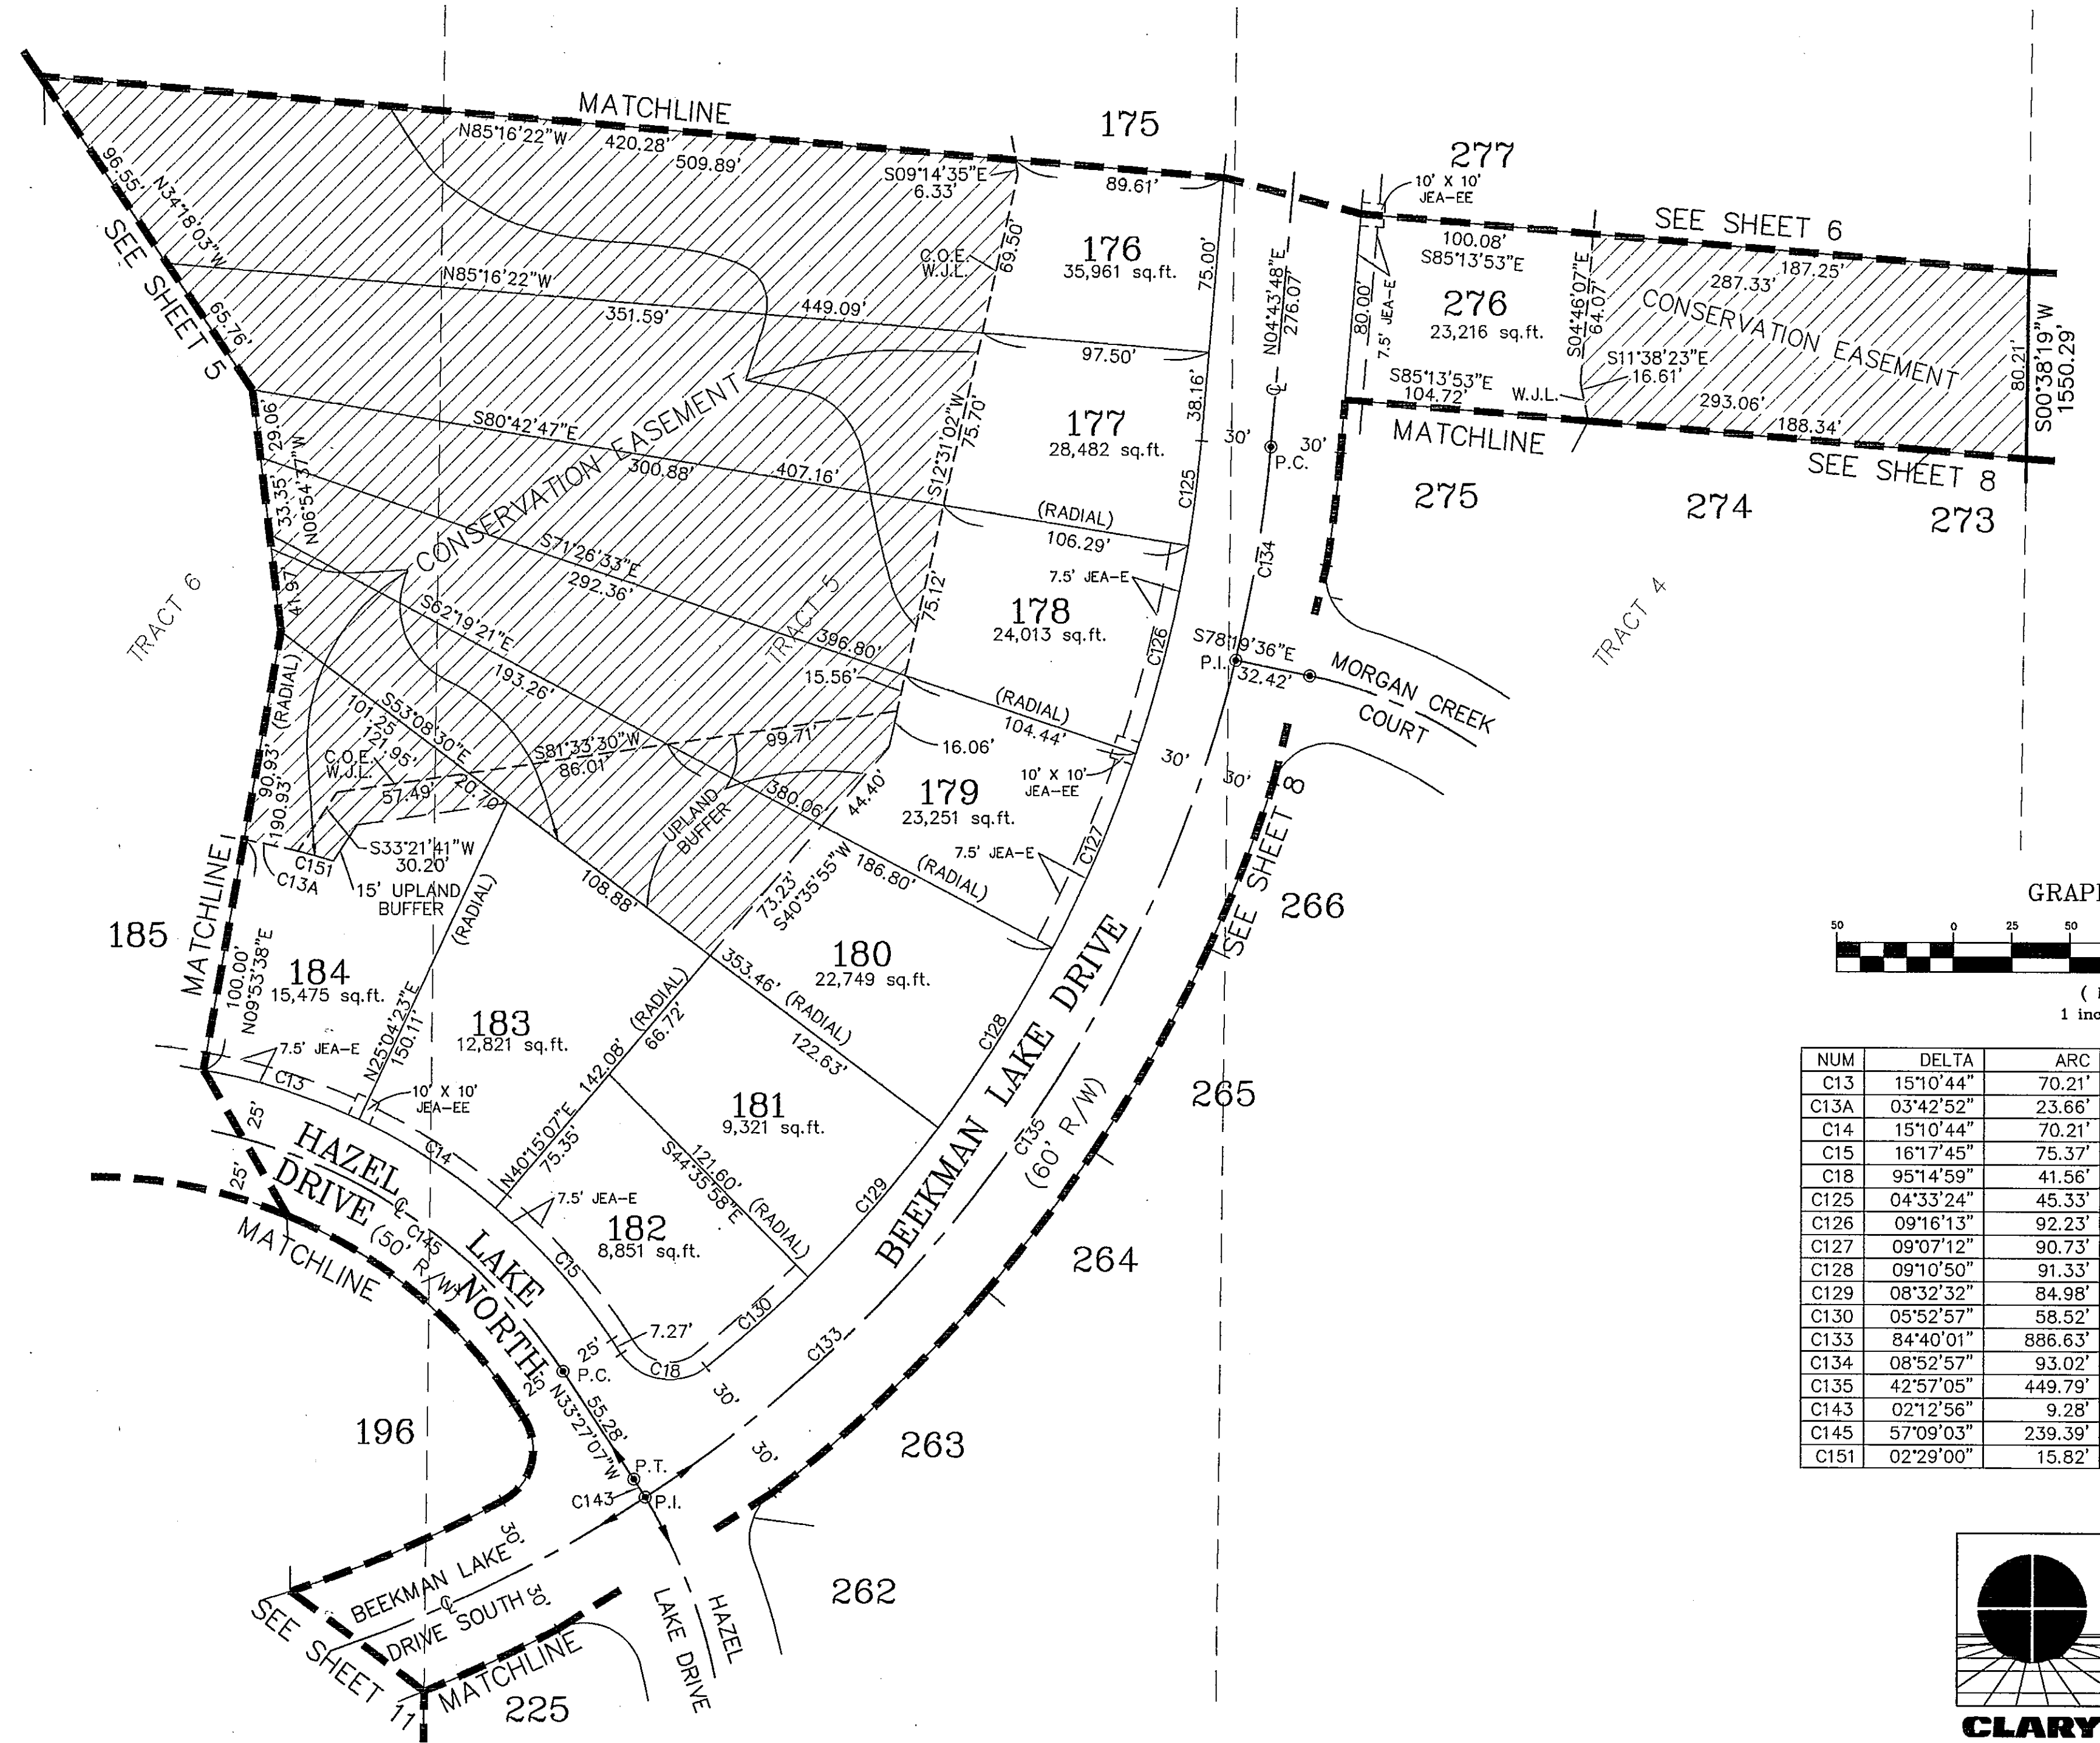 MATCHLINE
N85°16'22"W
420.28'
509.89'
175
89.61'
S09°14'35"E
6.33'
277
10' X 10'
JEA-EE
SEE SHEET 6
96.55'
N34°18'03"W
SEE SHEET 5
65.76'
69.50'
C.O.E.
W.J.L.
176
35,961 sq.ft.
75.00'
N04°43'48"E
276.07'
80.00'
7.5' JEA-E
100.08'
S85°13'53"E
276
23,216 sq.ft.
S04°46'07"E
64.07'
187.25'
287.33'
CONSERVATION EASEMENT
S11°38'23"E
16.61'
W.J.L.
S85°13'53"E
104.72'
293.06'
188.34'
80.21'
S00°38'19"W
1550.29'
MATCHLINE
SEE SHEET 8
275
274
273
N85°16'22"W
351.59'
449.09'
97.50'
38.16'
177
28,482 sq.ft.
S12°31'02"W
75.70'
C125
30'
30'
P.C.
29.06'
33.35'
N06°54'37"W
41.97'
S80°42'47"E
300.88'
407.16'
(RADIAL)
106.29'
CONSERVATION EASEMENT
S71°26'33"E
292.36'
396.80'
15.56'
75.12'
TRACT 6
TRACT 5
TRACT 4
7.5' JEA-E
178
24,013 sq.ft.
C126
C134
(RADIAL)
104.44'
S78°19'36"E
P.I.
32.42'
MORGAN CREEK
COURT
S62°19'21"E
193.26'
S81°33'30"W
86.01'
99.71'
16.06'
10' X 10'
JEA-EE
30'
30'
(RADIAL)
S53°08'30"E
101.25
121.95'
90.93'
190.93'
C.O.E.
W.J.L.
57.49'
20.70'
380.06'
44.40'
UPLAND
BUFFER
179
23,251 sq.ft.
7.5' JEA-E
C127
186.80'
(RADIAL)
SEE SHEET 8
C151
C13A
S33°21'41"W
30.20'
15' UPLAND
BUFFER
108.88'
73.23'
S40°35'55"W
266
185
MATCHLINE
100.00'
N09°53'38"E
184
15,475 sq.ft.
(RADIAL)
N25°04'23"E
150.11'
183
12,821 sq.ft.
(RADIAL)
142.08'
66.72'
180
22,749 sq.ft.
353.46'
(RADIAL)
122.63'
C128
BEEKMAN LAKE DRIVE
(60' R/W)
C135
265
7.5' JEA-E
C13
10' X 10'
JEA-EE
181
9,321 sq.ft.
25'
25'
HAZEL
LAKE
DRIVE
NORTH
(50' R/W)
C14
N40°15'07"E
75.35'
121.60'
S44°35'58"E
(RADIAL)
7.5' JEA-E
182
8,851 sq.ft.
C129
264
MATCHLINE
C145
C15
C130
7.27'
C18
25'
25'
P.C.
30'
30'
C133
263
196
N33°27'07"W
55.28'
P.T.
C143
P.I.
262
30'
BEEKMAN LAKE
DRIVE SOUTH
30'
SEE SHEET 11
MATCHLINE
225
HAZEL
LAKE DRIVE
GRAPH
50 0 25 50
1 inc
NUM DELTA ARC
C13 15°10'44" 70.21'
C13A 03°42'52" 23.66'
C14 15°10'44" 70.21'
C15 16°17'45" 75.37'
C18 95°14'59" 41.56'
C125 04°33'24" 45.33'
C126 09°16'13" 92.23'
C127 09°07'12" 90.73'
C128 09°10'50" 91.33'
C129 08°32'32" 84.98'
C130 05°52'57" 58.52'
C133 84°40'01" 886.63'
C134 08°52'57" 93.02'
C135 42°57'05" 449.79'
C143 02°12'56" 9.28'
C145 57°09'03" 239.39'
C151 02°29'00" 15.82'
CLARY